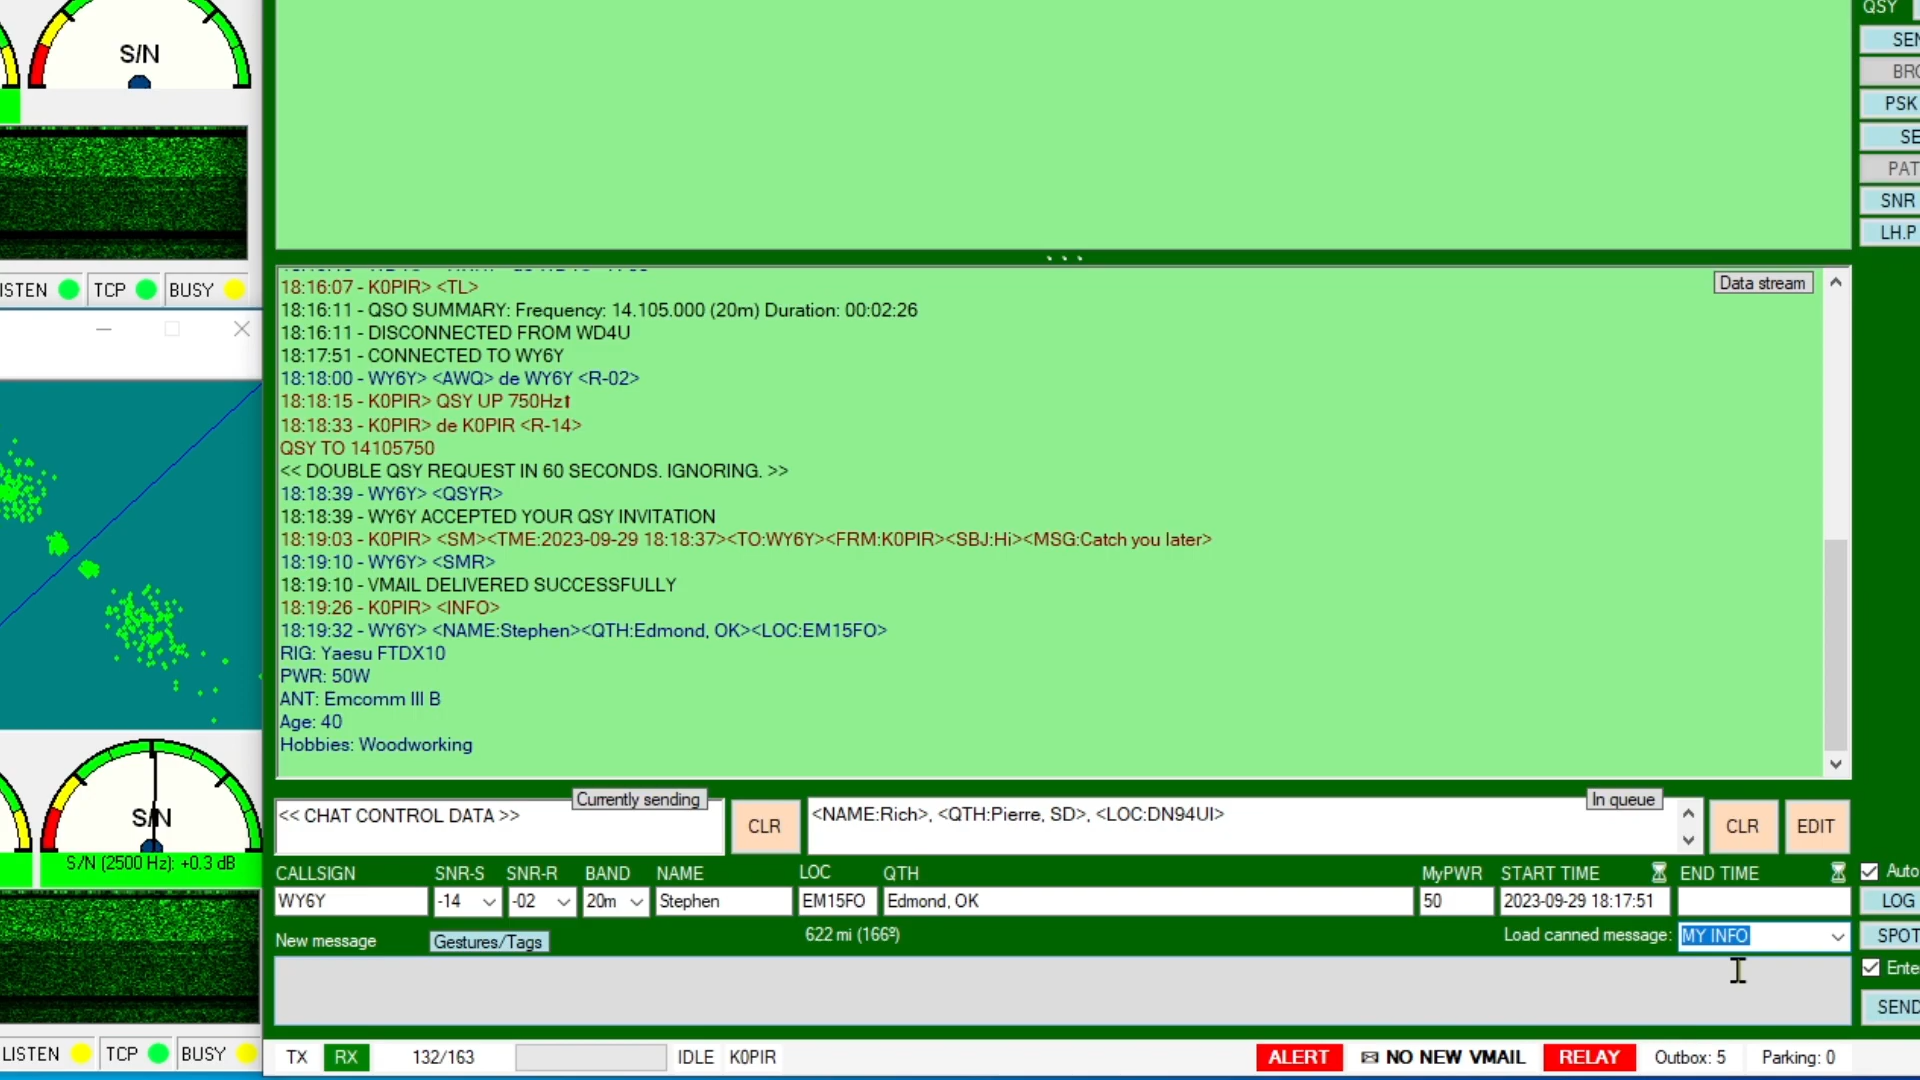 QSY
S/N
SEN
BRO
PSK
SE
PAT
SNR
LH.P
ISTEN TCP BUSY
Data stream
18:16:07 - K0PIR> <TL>
18:16:11 - QSO SUMMARY: Frequency: 14.105.000 (20m) Duration: 00:02:26
18:16:11 - DISCONNECTED FROM WD4U
18:17:51 - CONNECTED TO WY6Y
18:18:00 - WY6Y> <AWQ> de WY6Y <R-02>
18:18:15 - K0PIR> QSY UP 750Hz↑
18:18:33 - K0PIR> de K0PIR <R-14>
QSY TO 14105750
<< DOUBLE QSY REQUEST IN 60 SECONDS. IGNORING. >>
18:18:39 - WY6Y> <QSYR>
18:18:39 - WY6Y ACCEPTED YOUR QSY INVITATION
18:19:03 - K0PIR> <SM><TME:2023-09-29 18:18:37><TO:WY6Y><FRM:K0PIR><SBJ:Hi><MSG:Catch you later>
18:19:10 - WY6Y> <SMR>
18:19:10 - VMAIL DELIVERED SUCCESSFULLY
18:19:26 - K0PIR> <INFO>
18:19:32 - WY6Y> <NAME:Stephen><QTH:Edmond, OK><LOC:EM15FO>
RIG: Yaesu FTDX10
PWR: 50W
ANT: Emcomm III B
Age: 40
Hobbies: Woodworking
Currently sending
In queue
<< CHAT CONTROL DATA >>
CLR
<NAME:Rich>, <QTH:Pierre, SD>, <LOC:DN94UI>
CLR
EDIT
S/N
S/N (2500 Hz): +0.3 dB
CALLSIGN SNR-S SNR-R BAND NAME LOC QTH MyPWR START TIME END TIME Auto
WY6Y -14 -02 20m Stephen EM15FO Edmond, OK 50 2023-09-29 18:17:51 LOG
New message Gestures/Tags 622 mi (166º) Load canned message: MY INFO SPOT
Ente
SEND
LISTEN TCP BUSY
TX RX 132/163 IDLE K0PIR ALERT NO NEW VMAIL RELAY Outbox: 5 Parking: 0